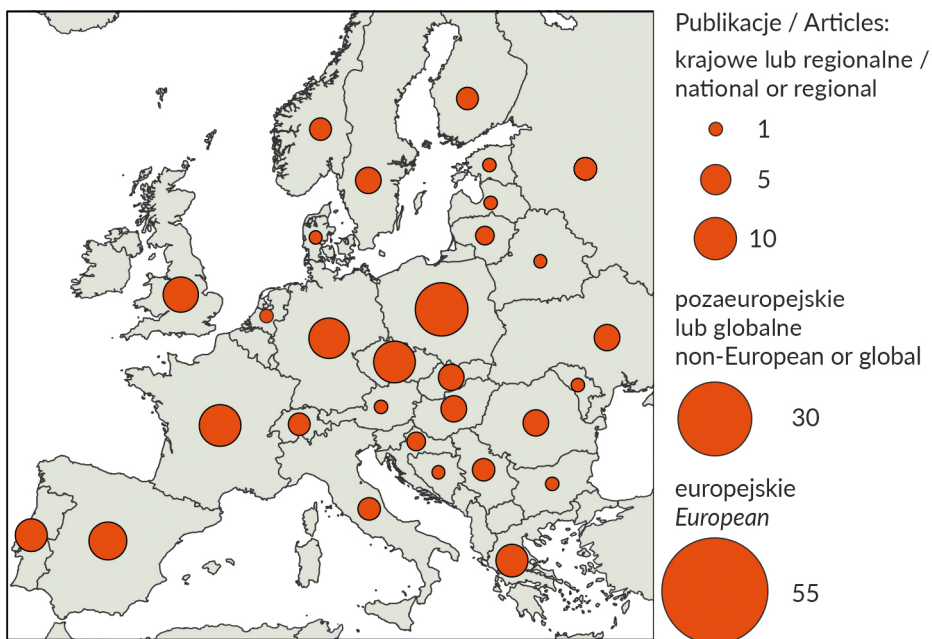 Publikacje / Articles:
krajowe lub regionalne /
national or regional
1
5
10
pozaeuropejskie
lub globalne
non-European or global
30
europejskie
European
55